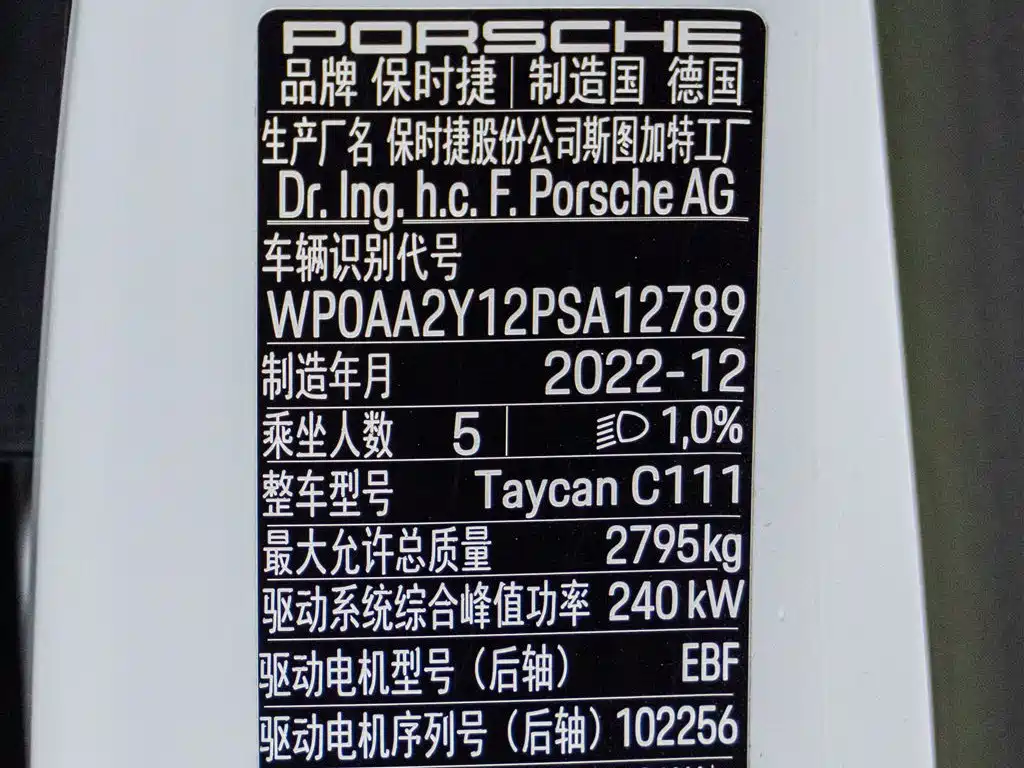 PORSCHE
品牌 保时捷 | 制造国 德国
生产厂名 保时捷股份公司斯图加特工厂
Dr. Ing. h.c. F. Porsche AG
车辆识别代号
WP0AA2Y12PSA12789
制造年月 2022-12
乘坐人数 5 | 1,0%
整车型号 Taycan C111
最大允许总质量 2795kg
驱动系统综合峰值功率 240 kW
驱动电机型号（后轴） EBF
驱动电机序列号（后轴）102256